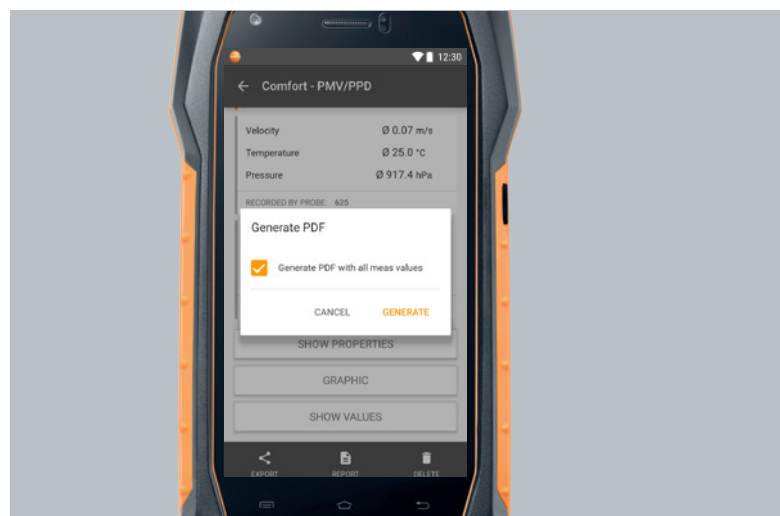 12:30
Comfort - PMV/PPD
Velocity Ø 0.07 m/s
Temperature Ø 25.0 °C
Pressure Ø 917.4 hPa
RECORDED BY PROBE: 625
Generate PDF
Generate PDF with all meas values
CANCEL GENERATE
SHOW PROPERTIES
GRAPHIC
SHOW VALUES
EXPORT REPORT DELETE